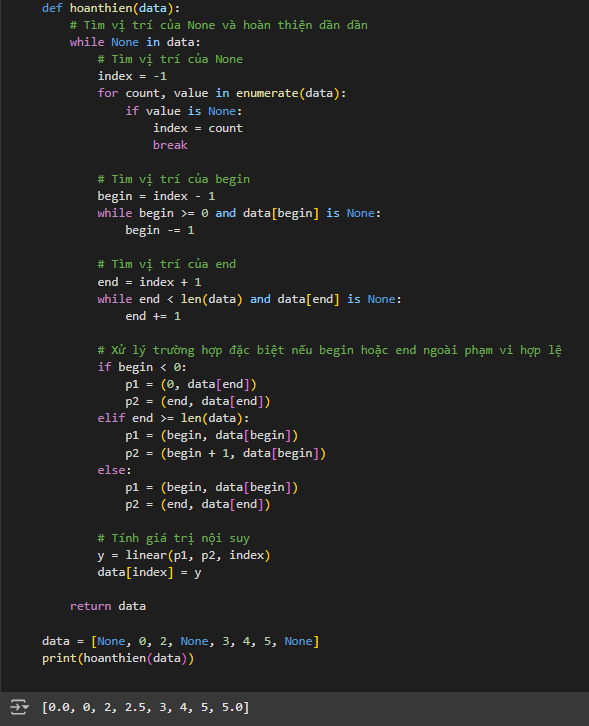 def hoanthien(data):
    # Tìm vị trí của None và hoàn thiện dần dần
    while None in data:
        # Tìm vị trí của None
        index = -1
        for count, value in enumerate(data):
            if value is None:
                index = count
                break

        # Tìm vị trí của begin
        begin = index - 1
        while begin >= 0 and data[begin] is None:
            begin -= 1

        # Tìm vị trí của end
        end = index + 1
        while end < len(data) and data[end] is None:
            end += 1

        # Xử lý trường hợp đặc biệt nếu begin hoặc end ngoài phạm vi hợp lệ
        if begin < 0:
            p1 = (0, data[end])
            p2 = (end, data[end])
        elif end >= len(data):
            p1 = (begin, data[begin])
            p2 = (begin + 1, data[begin])
        else:
            p1 = (begin, data[begin])
            p2 = (end, data[end])

        # Tính giá trị nội suy
        y = linear(p1, p2, index)
        data[index] = y

    return data

data = [None, 0, 2, None, 3, 4, 5, None]
print(hoanthien(data))

[0.0, 0, 2, 2.5, 3, 4, 5, 5.0]